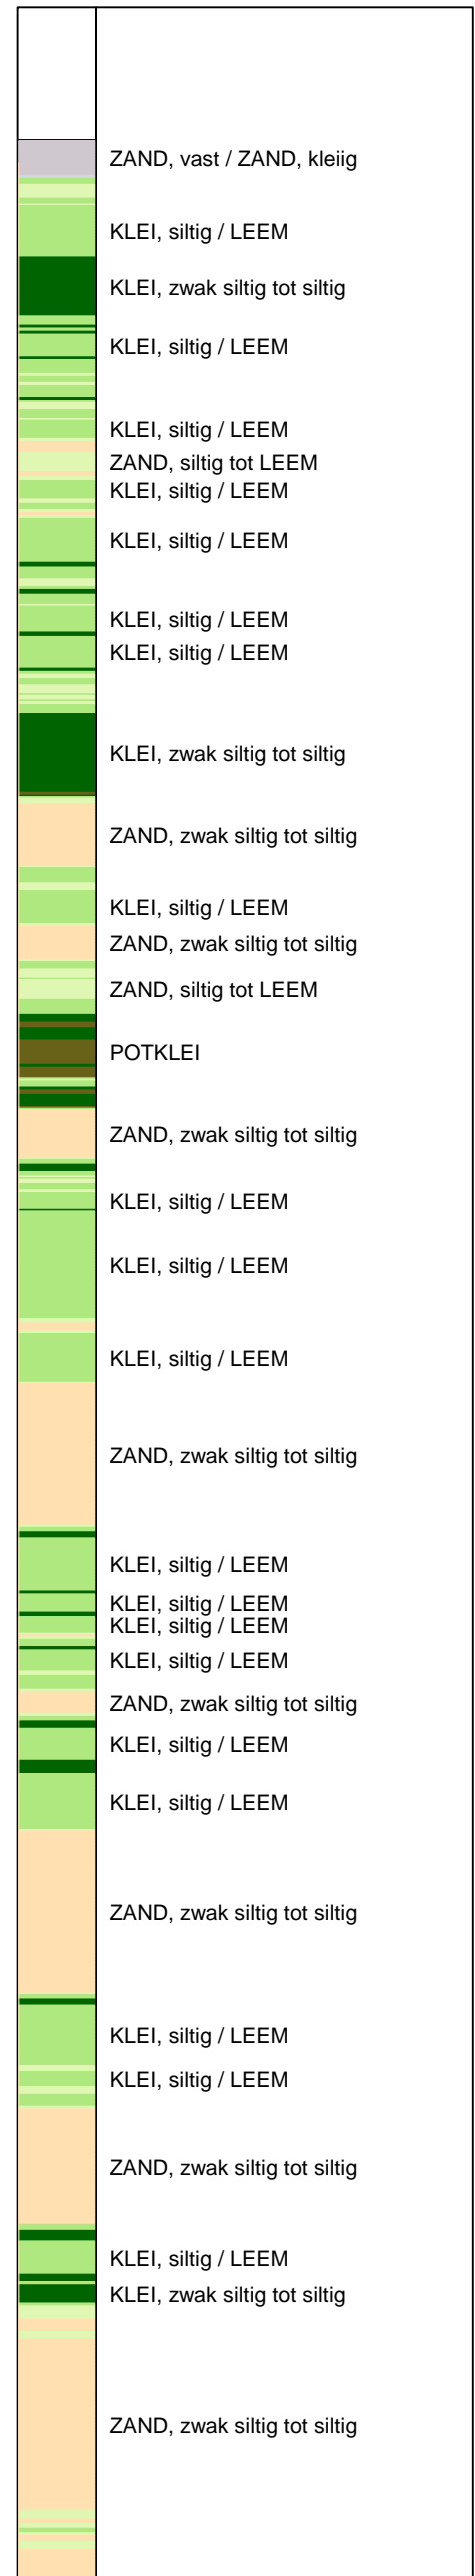 ZAND, vast / ZAND, kleiig
KLEI, siltig / LEEM
KLEI, zwak siltig tot siltig
KLEI, siltig / LEEM
KLEI, siltig / LEEM
ZAND, siltig tot LEEM
KLEI, siltig / LEEM
KLEI, siltig / LEEM
KLEI, siltig / LEEM
KLEI, siltig / LEEM
KLEI, zwak siltig tot siltig
ZAND, zwak siltig tot siltig
KLEI, siltig / LEEM
ZAND, zwak siltig tot siltig
ZAND, siltig tot LEEM
POTKLEI
ZAND, zwak siltig tot siltig
KLEI, siltig / LEEM
KLEI, siltig / LEEM
KLEI, siltig / LEEM
ZAND, zwak siltig tot siltig
KLEI, siltig / LEEM
KLEI, siltig / LEEM
KLEI, siltig / LEEM
KLEI, siltig / LEEM
ZAND, zwak siltig tot siltig
KLEI, siltig / LEEM
KLEI, siltig / LEEM
ZAND, zwak siltig tot siltig
KLEI, siltig / LEEM
KLEI, siltig / LEEM
ZAND, zwak siltig tot siltig
KLEI, siltig / LEEM
KLEI, zwak siltig tot siltig
ZAND, zwak siltig tot siltig